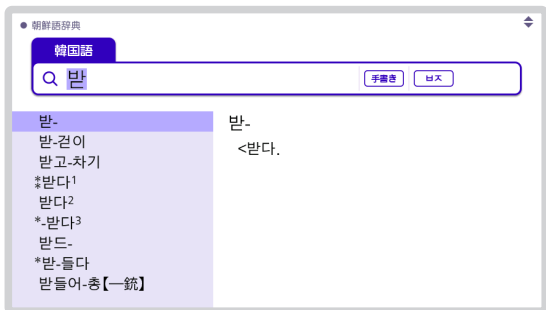 ● 朝鮮語辞典
韓国語
받
手書き
ㅂㅈ
받-
받-걷이
받고-차기
⁑받다1
받다2
*-받다3
받드-
*받-들다
받들어-총【―銃】
받-
<받다.